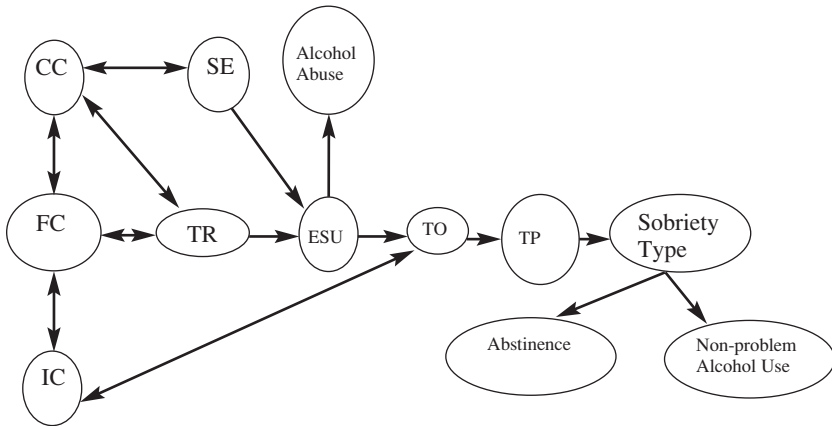 CC
SE
Alcohol
Abuse
FC
TR
ESU
TO
TP
Sobriety
Type
IC
Abstinence
Non-problem
Alcohol Use